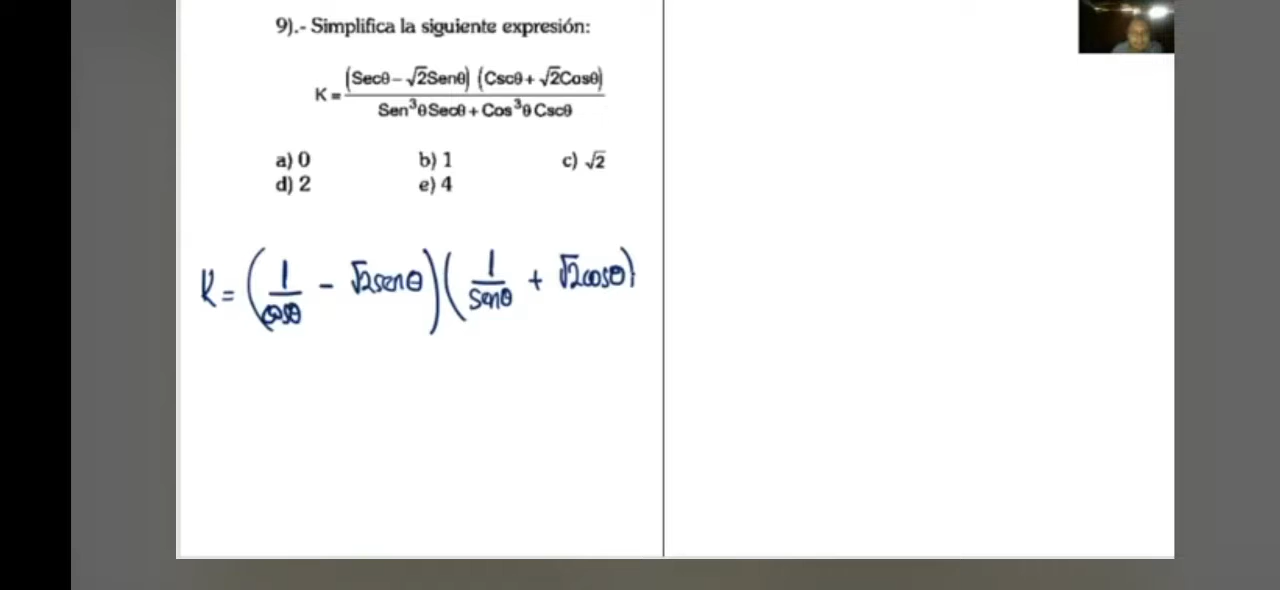 9).- Simplifica la siguiente expresión:
K = (Secθ - √2Senθ) (Cscθ + √2Cosθ)
Sen³θSecθ + Cos³θCscθ
a) 0 b) 1 c) √2
d) 2 e) 4
K = (1/cosθ - √2senθ)(1/senθ + √2cosθ)